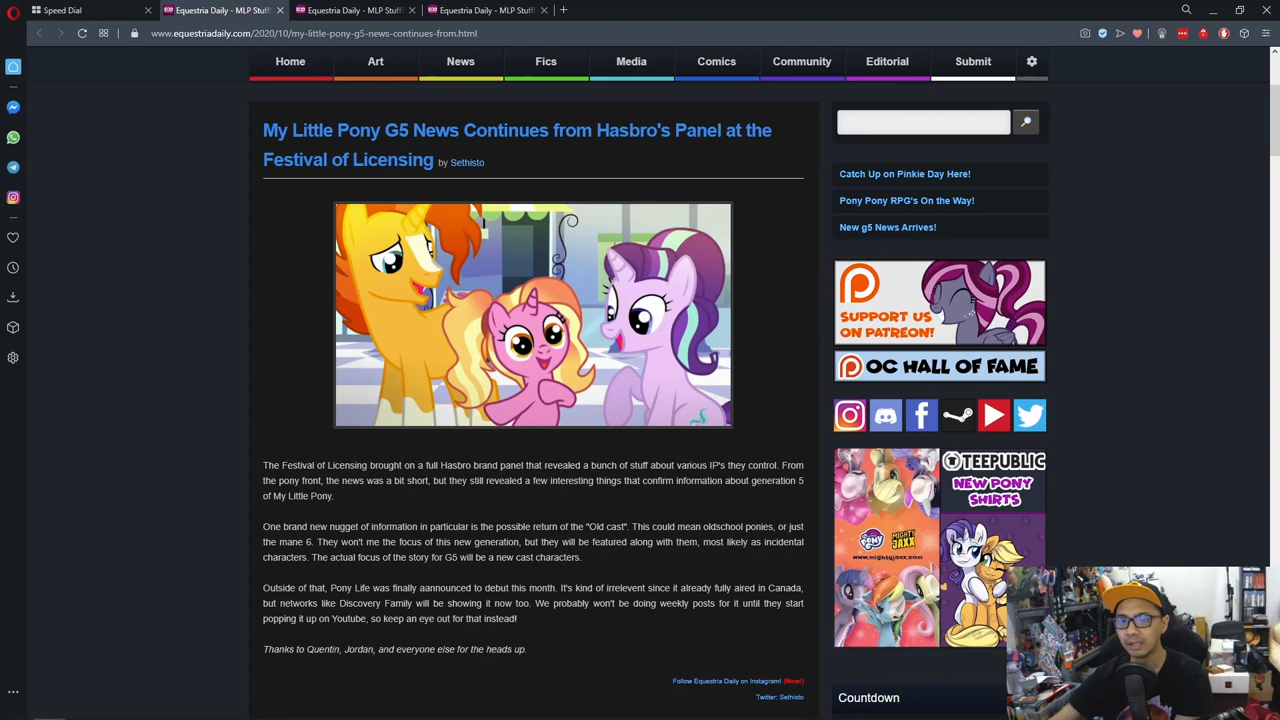 Speed Dial
Equestria Daily - MLP Stuff!
Equestria Daily - MLP Stuff!
Equestria Daily - MLP Stuff!
www.equestriadaily.com/2020/10/my-little-pony-g5-news-continues-from.html
Home Art News Fics Media Comics Community Editorial Submit
My Little Pony G5 News Continues from Hasbro's Panel at the
Festival of Licensing by Sethisto
The Festival of Licensing brought on a full Hasbro brand panel that revealed a bunch of stuff about various IP's they control. From
the pony front, the news was a bit short, but they still revealed a few interesting things that confirm information about generation 5
of My Little Pony.
One brand new nugget of information in particular is the possible return of the "Old cast". This could mean oldschool ponies, or just
the mane 6. They won't me the focus of this new generation, but they will be featured along with them, most likely as incidental
characters. The actual focus of the story for G5 will be a new cast characters.
Outside of that, Pony Life was finally aannounced to debut this month. It's kind of irrelevent since it already fully aired in Canada,
but networks like Discovery Family will be showing it now too. We probably won't be doing weekly posts for it until they start
popping it up on Youtube, so keep an eye out for that instead!
Thanks to Quentin, Jordan, and everyone else for the heads up.
Follow Equestria Daily on Instagram! (New!)
Twitter: Sethisto
Catch Up on Pinkie Day Here!
Pony Pony RPG's On the Way!
New g5 News Arrives!
SUPPORT US
ON PATREON!
OC HALL OF FAME
MIGHTY
JAXX
www.mightyjaxx.com
TEEPUBLIC
NEW PONY
SHIRTS
Countdown